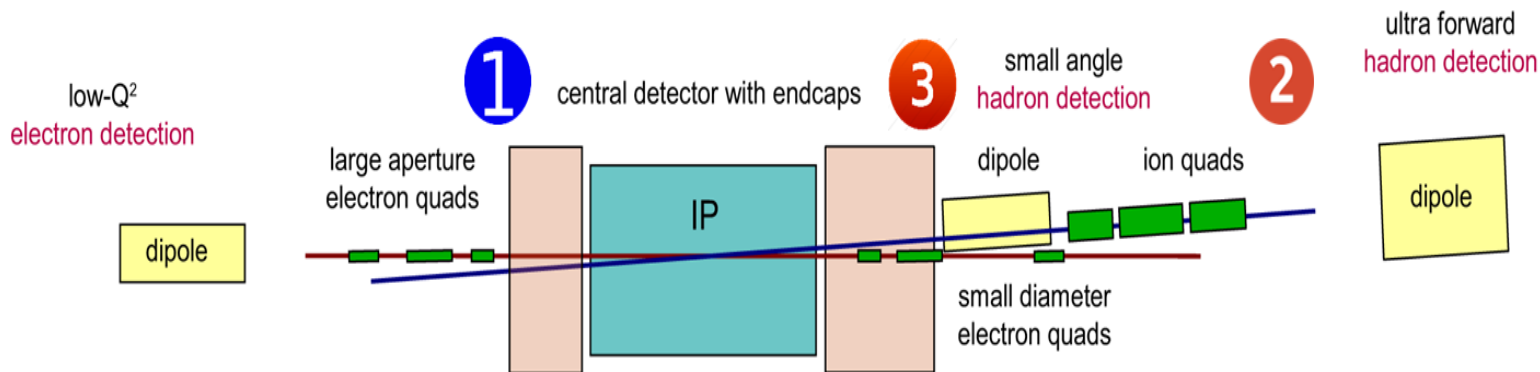 low-Q²
electron detection
1
central detector with endcaps
3
small angle
hadron detection
2
ultra forward
hadron detection
large aperture
electron quads
dipole
ion quads
dipole
IP
dipole
small diameter
electron quads